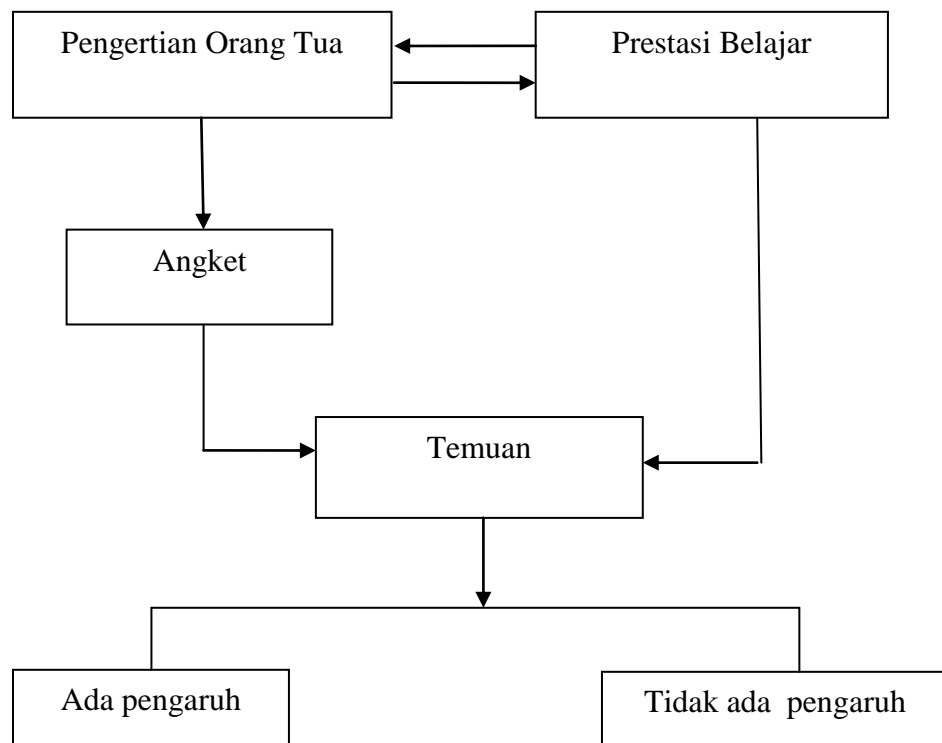 Pengertian Orang Tua
Prestasi Belajar
Angket
Temuan
Ada pengaruh
Tidak ada  pengaruh